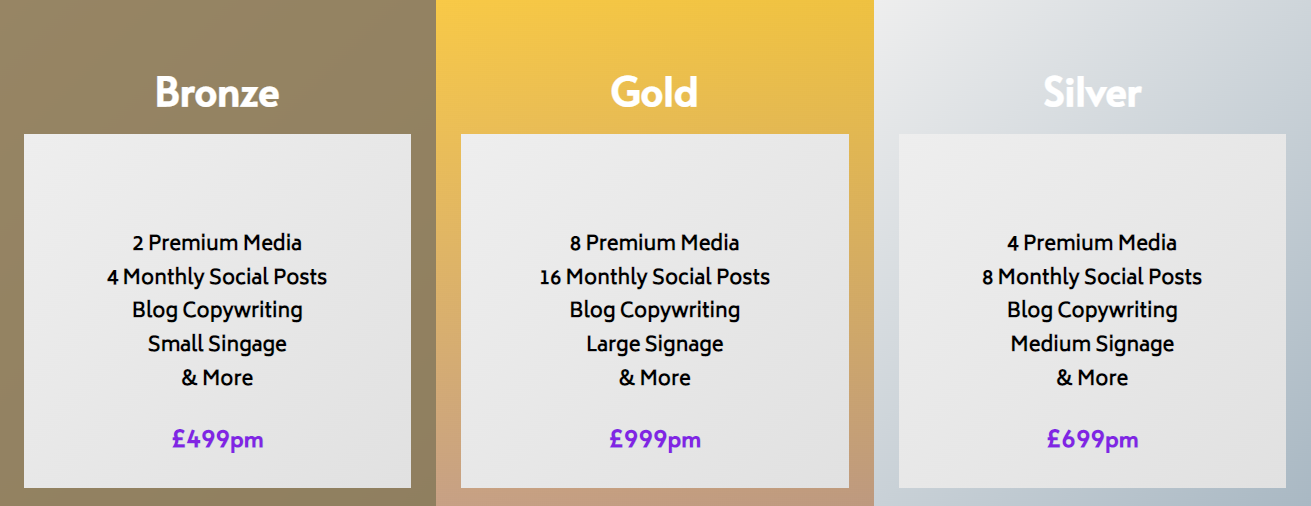 Bronze
2 Premium Media
4 Monthly Social Posts
Blog Copywriting
Small Singage
& More
£499pm
Gold
8 Premium Media
16 Monthly Social Posts
Blog Copywriting
Large Signage
& More
£999pm
Silver
4 Premium Media
8 Monthly Social Posts
Blog Copywriting
Medium Signage
& More
£699pm